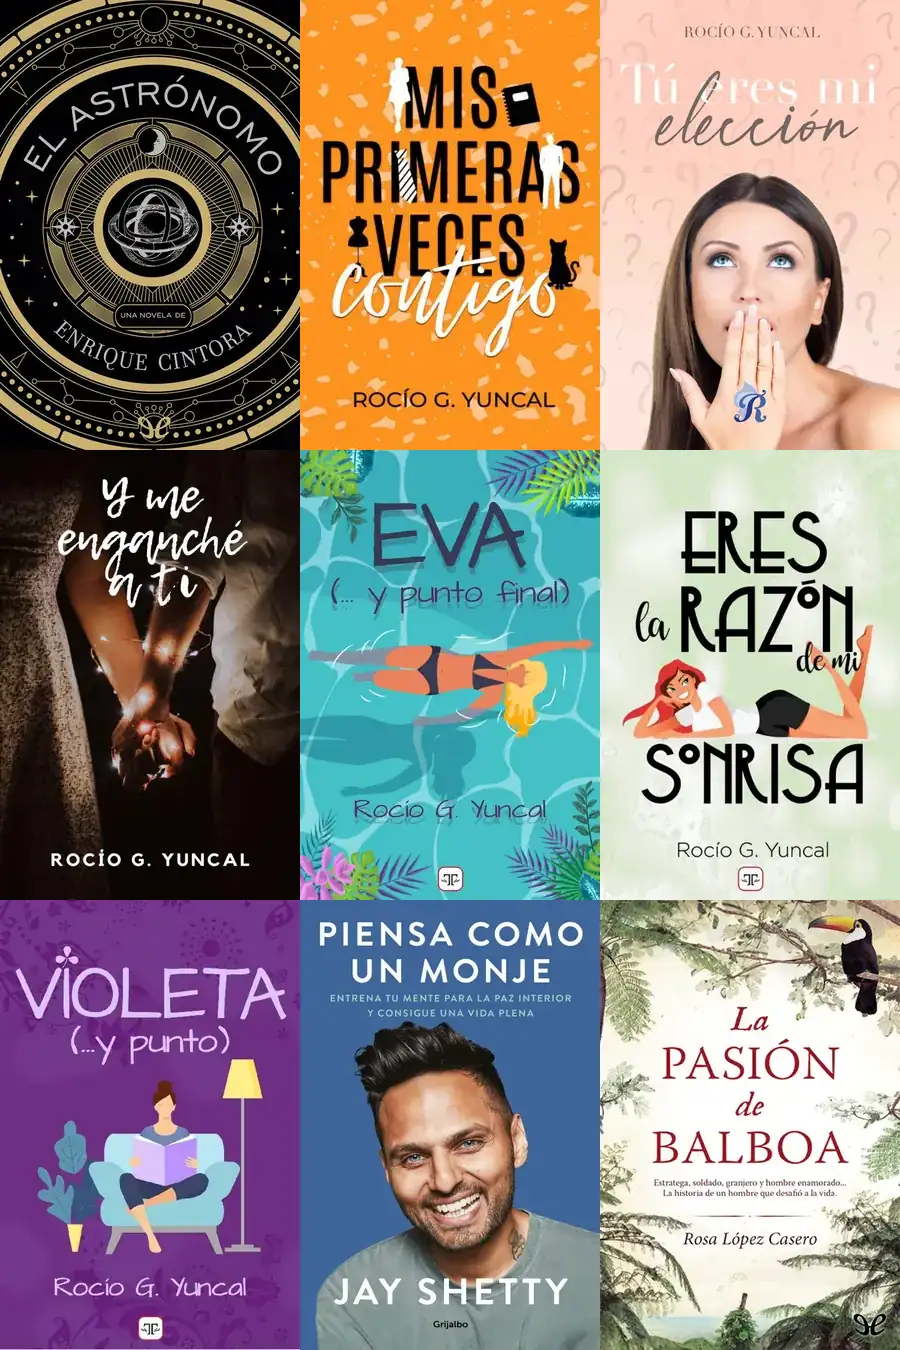 EL ASTRÓNOMO
UNA NOVELA DE
ENRIQUE CINTORA
MIS
PRIMERAS
VECES
contigo
ROCÍO G. YUNCAL
ROCÍO G. YUNCAL
Tú eres mi
elección
R
y me
enganché
a ti
ROCÍO G. YUNCAL
EVA
(... y punto final)
Rocío G. Yuncal
ERES
la RAZÓN
de mi
SONRISA
Rocío G. Yuncal
VIOLETA
(...y punto)
Rocío G. Yuncal
PIENSA COMO
UN MONJE
ENTRENA TU MENTE PARA LA PAZ INTERIOR
Y CONSIGUE UNA VIDA PLENA
JAY SHETTY
Grijalbo
La
PASIÓN
de
BALBOA
Estratega, soldado, granjero y hombre enamorado...
La historia de un hombre que desafió a la vida.
Rosa López Casero